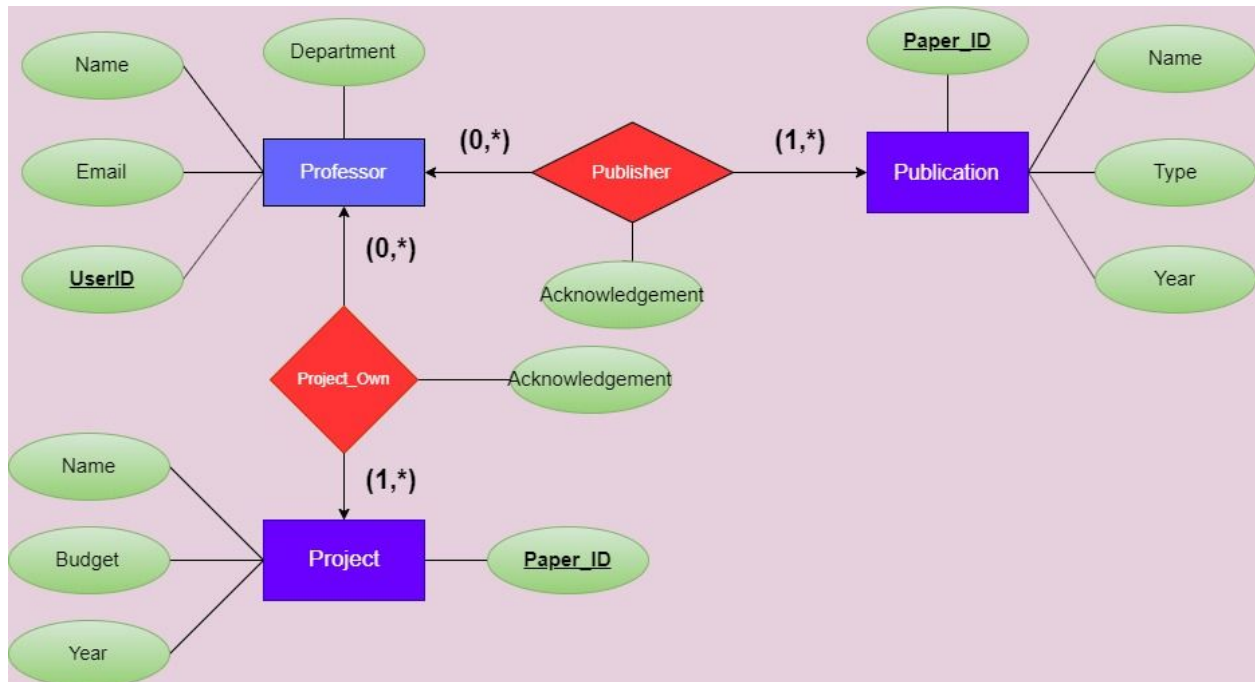 Department
Paper_ID
Name
Name
(0,*)
(1,*)
Email
Professor
Publisher
Publication
Type
(0,*)
UserID
Acknowledgement
Year
Project_Own
Acknowledgement
Name
(1,*)
Budget
Project
Paper_ID
Year